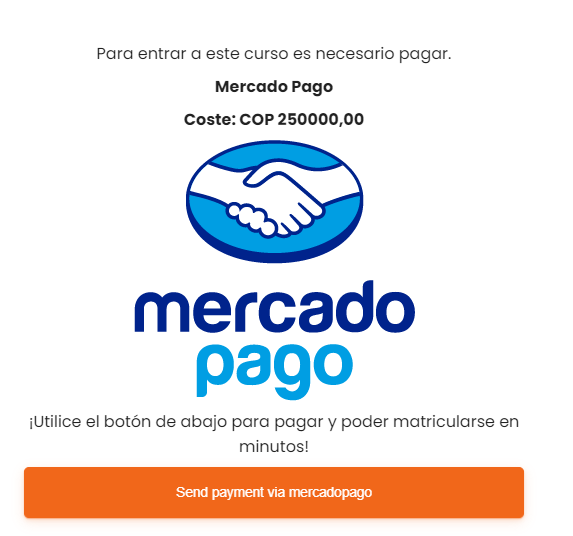 Para entrar a este curso es necesario pagar.
Mercado Pago
Coste: COP 250000,00
mercado
pago
¡Utilice el botón de abajo para pagar y poder matricularse en
minutos!
Send payment via mercadopago